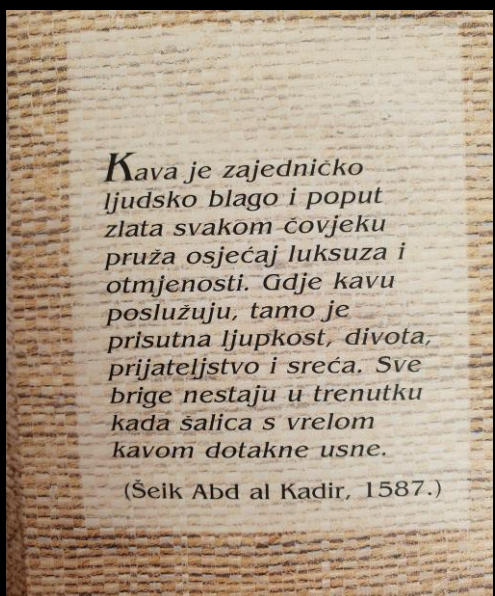 Kava je zajedničko
ljudsko blago i poput
zlata svakom čovjeku
pruža osjećaj luksuza i
otmjenosti. Gdje kavu
poslužuju, tamo je
prisutna ljupkost, divota,
prijateljstvo i sreća. Sve
brige nestaju u trenutku
kada šalica s vrelom
kavom dotakne usne.
(Šeik Abd al Kadir, 1587.)